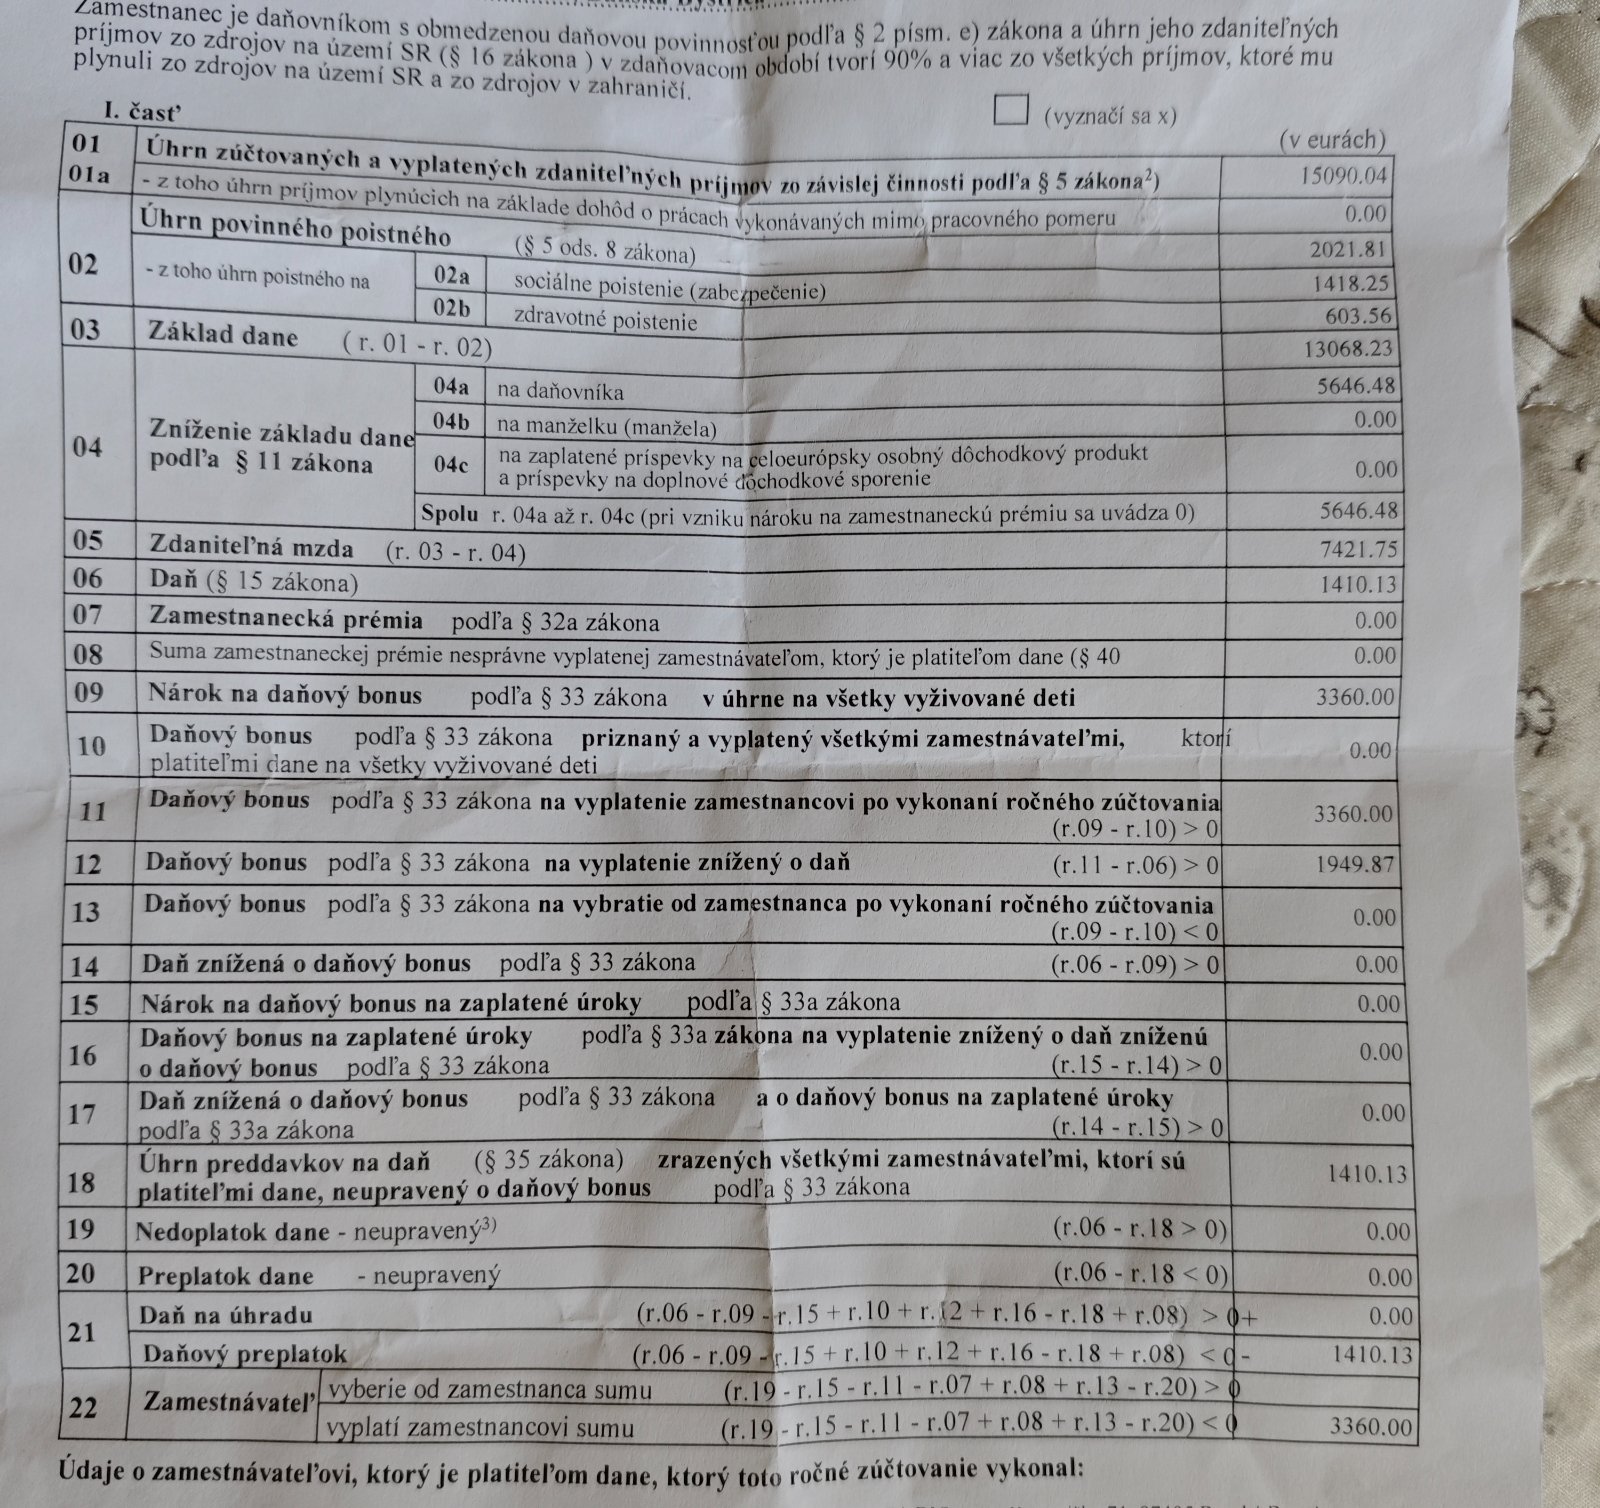 Zamestnanec je daňovníkom s obmedzenou daňovou povinnosťou podľa § 2 písm. e) zákona a úhrn jeho zdaniteľných
príjmov zo zdrojov na území SR (§ 16 zákona ) v zdaňovacom období tvorí 90% a viac zo všetkých príjmov, ktoré mu
plynuli zo zdrojov na území SR a zo zdrojov v zahraničí.
(vyznačí sa x)
I. časť
(v eurách)
01 Úhrn zúčtovaných a vyplatených zdaniteľných príjmov zo závislej činnosti podľa § 5 zákona2) 15090.04
01a - z toho úhrn príjmov plynúcich na základe dohôd o prácach vykonávaných mimo pracovného pomeru 0.00
02 Úhrn povinného poistného (§ 5 ods. 8 zákona) 2021.81
- z toho úhrn poistného na 02a sociálne poistenie (zabezpečenie) 1418.25
02b zdravotné poistenie 603.56
03 Základ dane ( r. 01 - r. 02) 13068.23
04 Zníženie základu dane podľa § 11 zákona 04a na daňovníka 5646.48
04b na manželku (manžela) 0.00
04c na zaplatené príspevky na celoeurópsky osobný dôchodkový produkt
a príspevky na doplnové dôchodkové sporenie 0.00
Spolu r. 04a až r. 04c (pri vzniku nároku na zamestnaneckú prémiu sa uvádza 0) 5646.48
05 Zdaniteľná mzda (r. 03 - r. 04) 7421.75
06 Daň (§ 15 zákona) 1410.13
07 Zamestnanecká prémia podľa § 32a zákona 0.00
08 Suma zamestnaneckej prémie nesprávne vyplatenej zamestnávateľom, ktorý je platiteľom dane (§ 40 0.00
09 Nárok na daňový bonus podľa § 33 zákona v úhrne na všetky vyživované deti 3360.00
10 Daňový bonus podľa § 33 zákona priznaný a vyplatený všetkými zamestnávateľmi, ktorí
platiteľmi dane na všetky vyživované deti 0.00
11 Daňový bonus podľa § 33 zákona na vyplatenie zamestnancovi po vykonaní ročného zúčtovania
(r.09 - r.10) > 0 3360.00
12 Daňový bonus podľa § 33 zákona na vyplatenie znížený o daň (r.11 - r.06) > 0 1949.87
13 Daňový bonus podľa § 33 zákona na vybratie od zamestnanca po vykonaní ročného zúčtovania
(r.09 - r.10) < 0 0.00
14 Daň znížená o daňový bonus podľa § 33 zákona (r.06 - r.09) > 0 0.00
15 Nárok na daňový bonus na zaplatené úroky podľa § 33a zákona 0.00
16 Daňový bonus na zaplatené úroky podľa § 33a zákona na vyplatenie znížený o daň zníženú
o daňový bonus podľa § 33 zákona (r.15 - r.14) > 0 0.00
17 Daň znížená o daňový bonus podľa § 33 zákona a o daňový bonus na zaplatené úroky
podľa § 33a zákona (r.14 - r.15) > 0 0.00
18 Úhrn preddavkov na daň (§ 35 zákona) zrazených všetkými zamestnávateľmi, ktorí sú
platiteľmi dane, neupravený o daňový bonus podľa § 33 zákona 1410.13
19 Nedoplatok dane - neupravený3) (r.06 - r.18 > 0) 0.00
20 Preplatok dane - neupravený (r.06 - r.18 < 0) 0.00
21 Daň na úhradu (r.06 - r.09 - r.15 + r.10 + r.12 + r.16 - r.18 + r.08) > 0+ 0.00
Daňový preplatok (r.06 - r.09 - r.15 + r.10 + r.12 + r.16 - r.18 + r.08) < 0 - 1410.13
22 Zamestnávateľ vyberie od zamestnanca sumu (r.19 - r.15 - r.11 - r.07 + r.08 + r.13 - r.20) > 0
vyplatí zamestnancovi sumu (r.19 - r.15 - r.11 - r.07 + r.08 + r.13 - r.20) < 0 3360.00
Údaje o zamestnávateľovi, ktorý je platiteľom dane, ktorý toto ročné zúčtovanie vykonal: